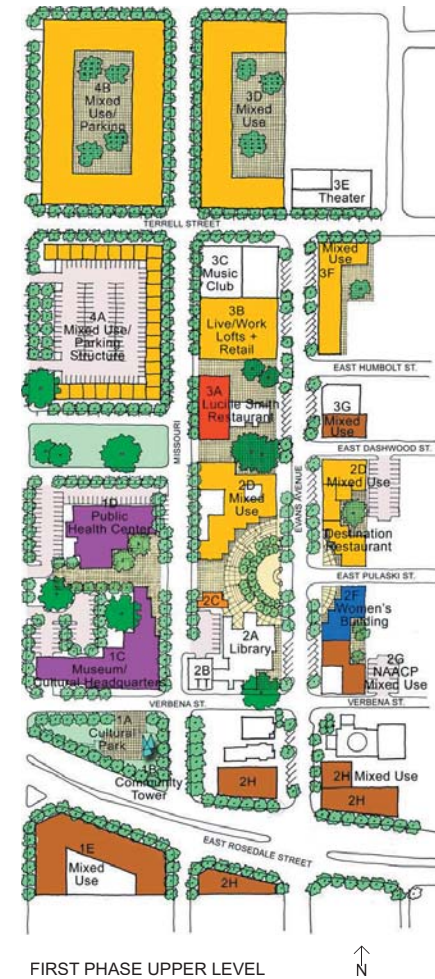 4B
Mixed
Use/
Parking
3D
Mixed
Use
3E
Theater
TERRELL STREET
3C
Music
Club
Mixed
Use
3F
4A
Mixed Use/
Parking
Structure
3B
Live/Work
Lofts +
Retail
EAST HUMBOLT ST.
3A
Lucille Smith
Restaurant
3G
Mixed
Use
MISSOURI
EAST DASHWOOD ST.
EVANS AVENUE
1D
Public
Health Center
2D
Mixed
Use
2D
Mixed Use
Destination
Restaurant
EAST PULASKI ST.
2C
2F
Women's
Building
2A
Library
1C
Museum/
Cultural Headquarters
2B
2G
NAACP
Mixed Use
VERBENA ST.
VERBENA ST.
1A
Cultural
Park
1B
Community
Tower
2H
2H Mixed Use
2H
EAST ROSEDALE STREET
1E
Mixed
Use
2H
FIRST PHASE UPPER LEVEL
N